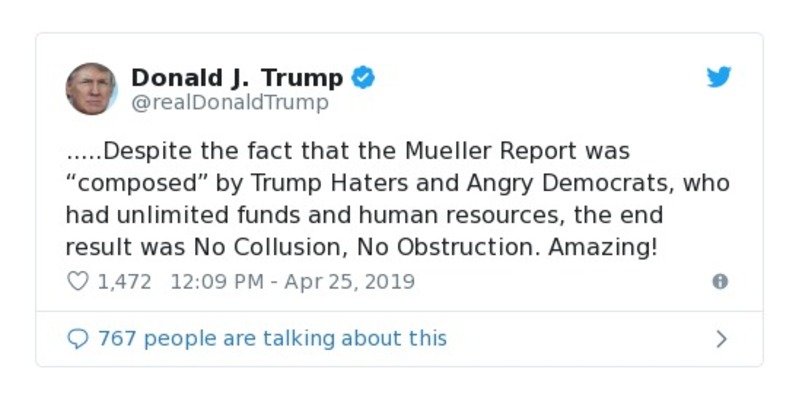 Donald J. Trump
@realDonaldTrump
.....Despite the fact that the Mueller Report was
“composed” by Trump Haters and Angry Democrats, who
had unlimited funds and human resources, the end
result was No Collusion, No Obstruction. Amazing!
1,472 12:09 PM - Apr 25, 2019
767 people are talking about this